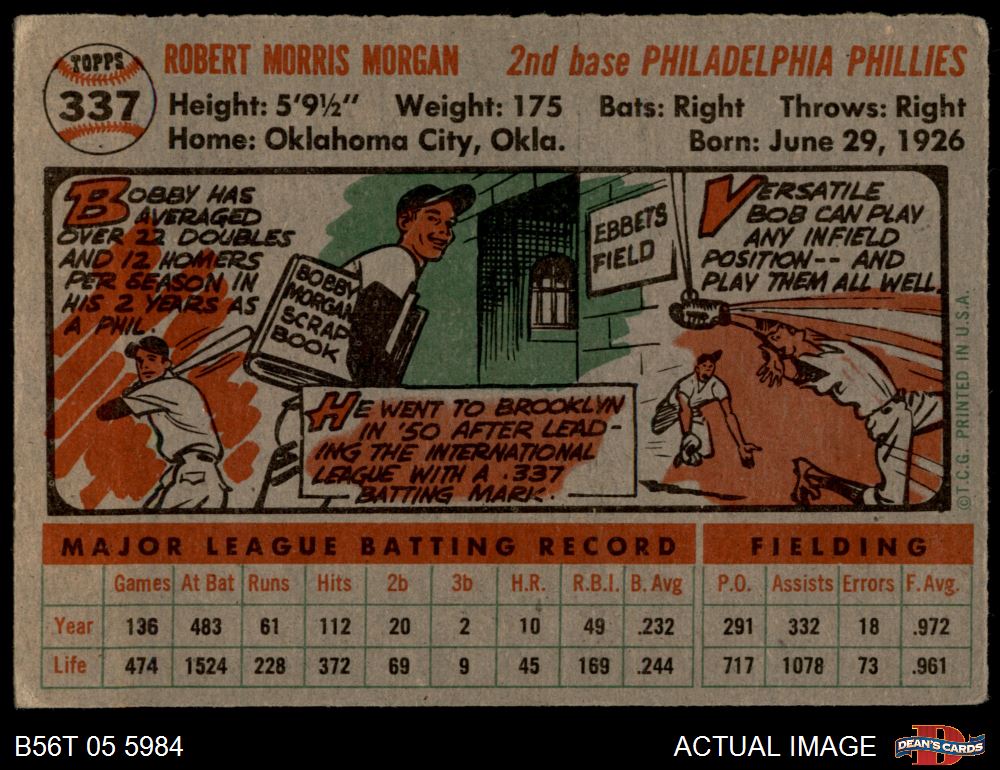 TOPPS
337
ROBERT MORRIS MORGAN 2nd base PHILADELPHIA PHILLIES
Height: 5'9½" Weight: 175 Bats: Right Throws: Right
Home: Oklahoma City, Okla. Born: June 29, 1926
BOBBY HAS
AVERAGED
OVER 22 DOUBLES
AND 12 HOMERS
PER SEASON IN
HIS 2 YEARS AS
A PHIL.
BOBBY
MORGAN
SCRAP
BOOK
EBBETS
FIELD
HE WENT TO BROOKLYN
IN '50 AFTER LEAD-
ING THE INTERNATIONAL
LEAGUE WITH A .337
BATTING MARK.
VERSATILE
BOB CAN PLAY
ANY INFIELD
POSITION-- AND
PLAY THEM ALL WELL.
©T.C.G. PRINTED IN U.S.A.
MAJOR LEAGUE BATTING RECORD FIELDING
Games At Bat Runs Hits 2b 3b H.R. R.B.I. B. Avg P.O. Assists Errors F. Avg.
Year 136 483 61 112 20 2 10 49 .232 291 332 18 .972
Life 474 1524 228 372 69 9 45 169 .244 717 1078 73 .961
B56T 05 5984 ACTUAL IMAGE
DEAN'S CARDS